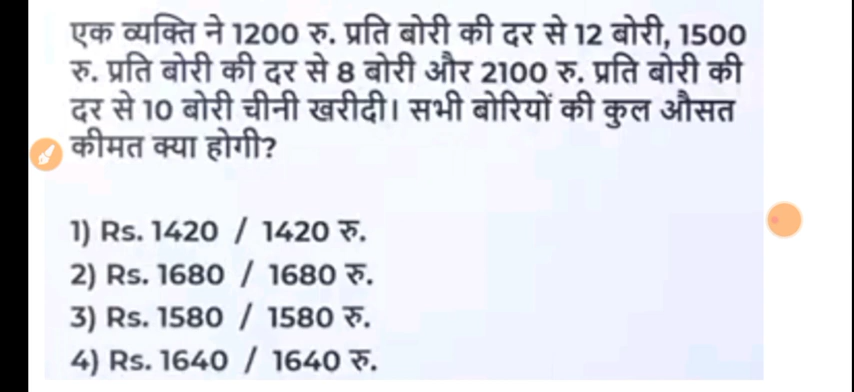 एक व्यक्ति ने 1200 रु. प्रति बोरी की दर से 12 बोरी, 1500
रु. प्रति बोरी की दर से 8 बोरी और 2100 रु. प्रति बोरी की
दर से 10 बोरी चीनी खरीदी। सभी बोरियों की कुल औसत
कीमत क्या होगी?
1) Rs. 1420 / 1420 रु.
2) Rs. 1680 / 1680 रु.
3) Rs. 1580 / 1580 रु.
4) Rs. 1640 / 1640 रु.